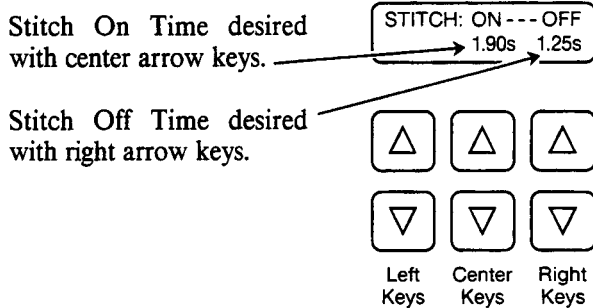 Stitch On Time desired
with center arrow keys.
Stitch Off Time desired
with right arrow keys.
STITCH: ON - - - OFF
1.90s 1.25s
Left Center Right
Keys Keys Keys